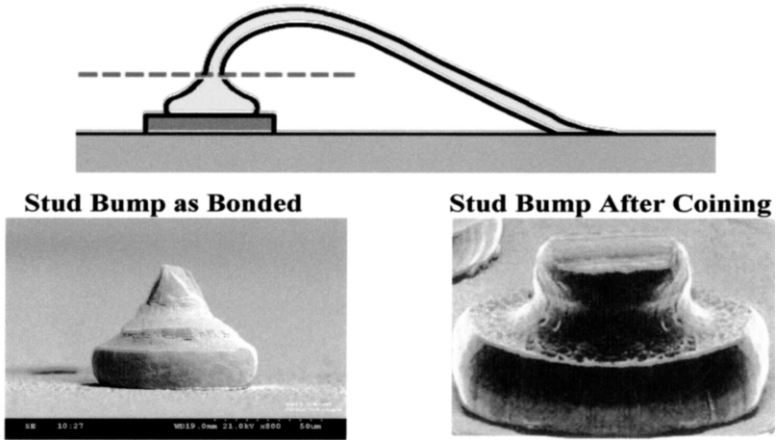 Stud Bump as Bonded
Stud Bump After Coining
SE 10:27 WD19.0mm 21.0kV x800 50um